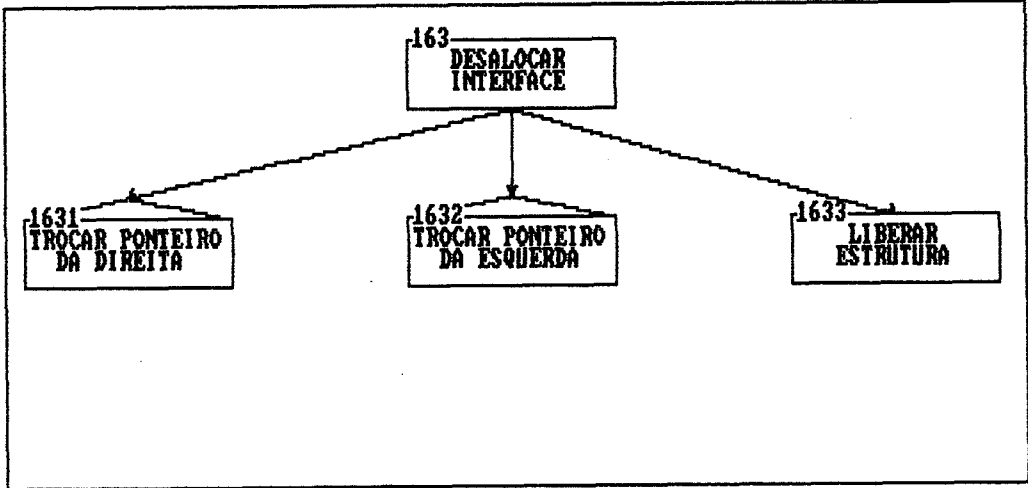 163
DESALOCAR
INTERFACE
1631
TROCAR PONTEIRO
DA DIREITA
1632
TROCAR PONTEIRO
DA ESQUERDA
1633
LIBERAR
ESTRUTURA